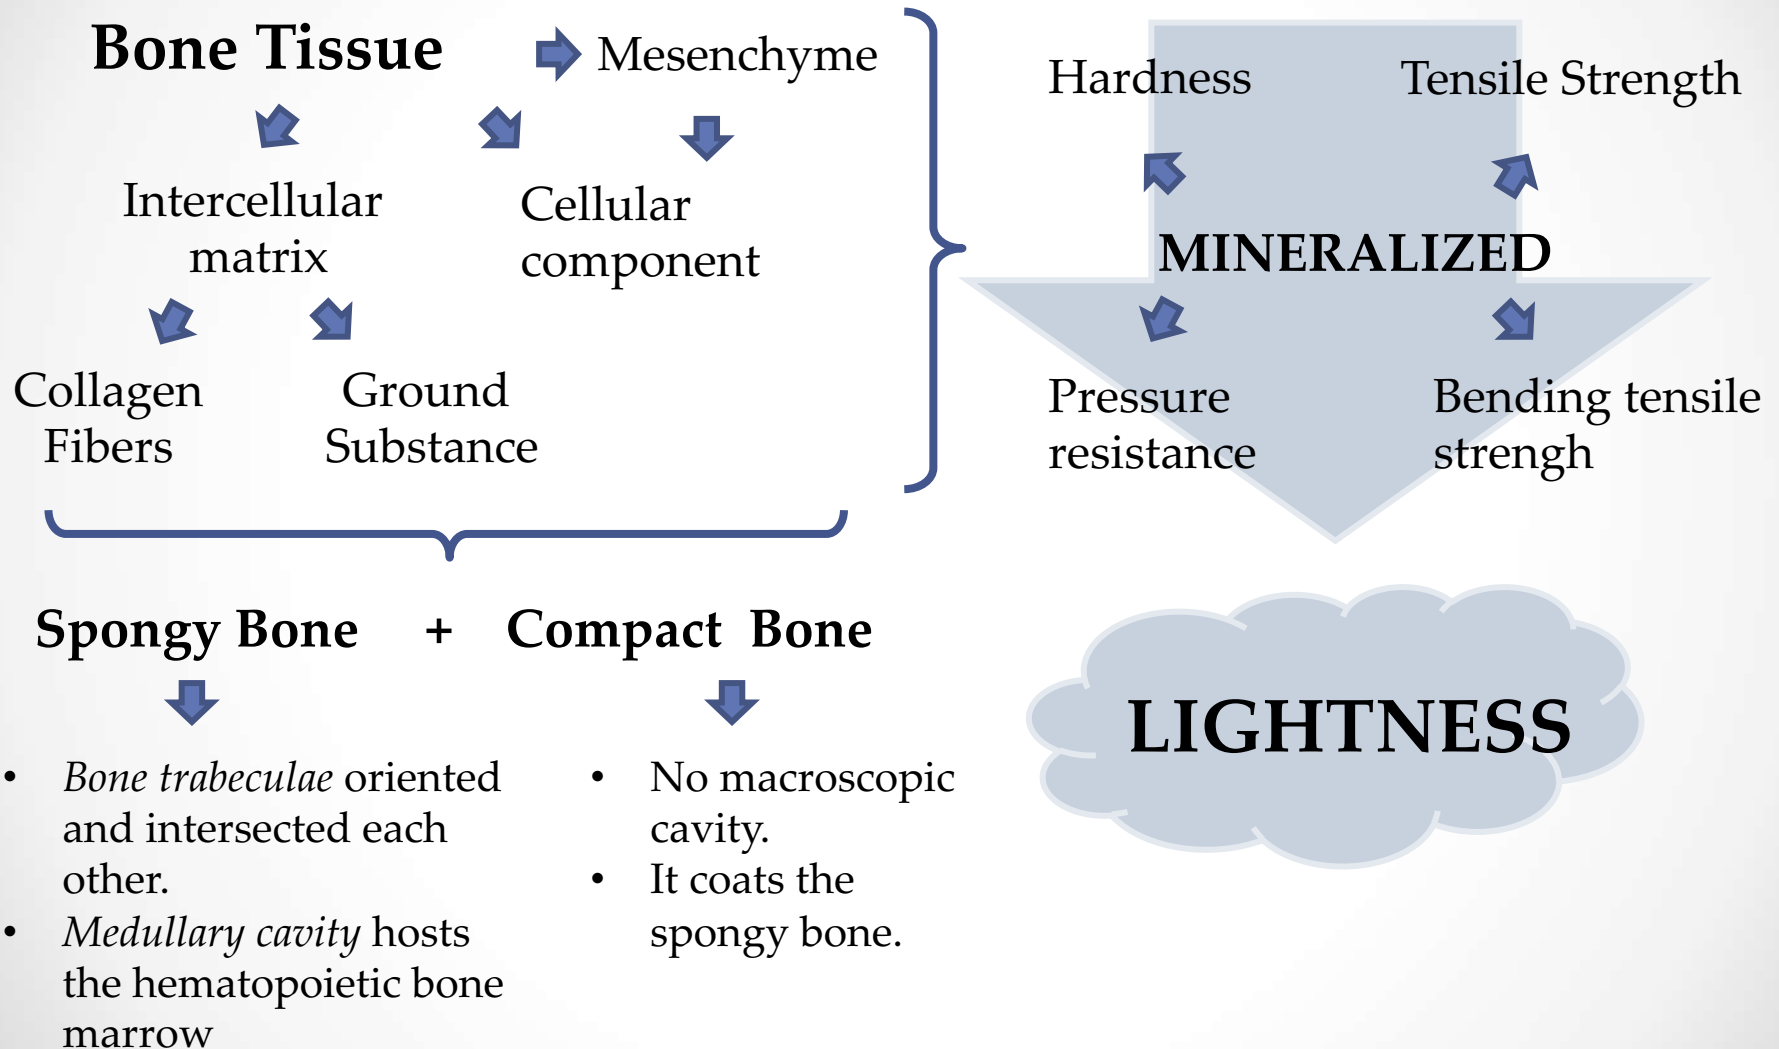 Bone Tissue
Mesenchyme
Intercellular
matrix
Cellular
component
Collagen
Fibers
Ground
Substance
Hardness
Tensile Strength
MINERALIZED
Pressure
resistance
Bending tensile
strengh
Spongy Bone + Compact Bone
• Bone trabeculae oriented
and intersected each
other.
• Medullary cavity hosts
the hematopoietic bone
marrow
• No macroscopic
cavity.
• It coats the
spongy bone.
LIGHTNESS